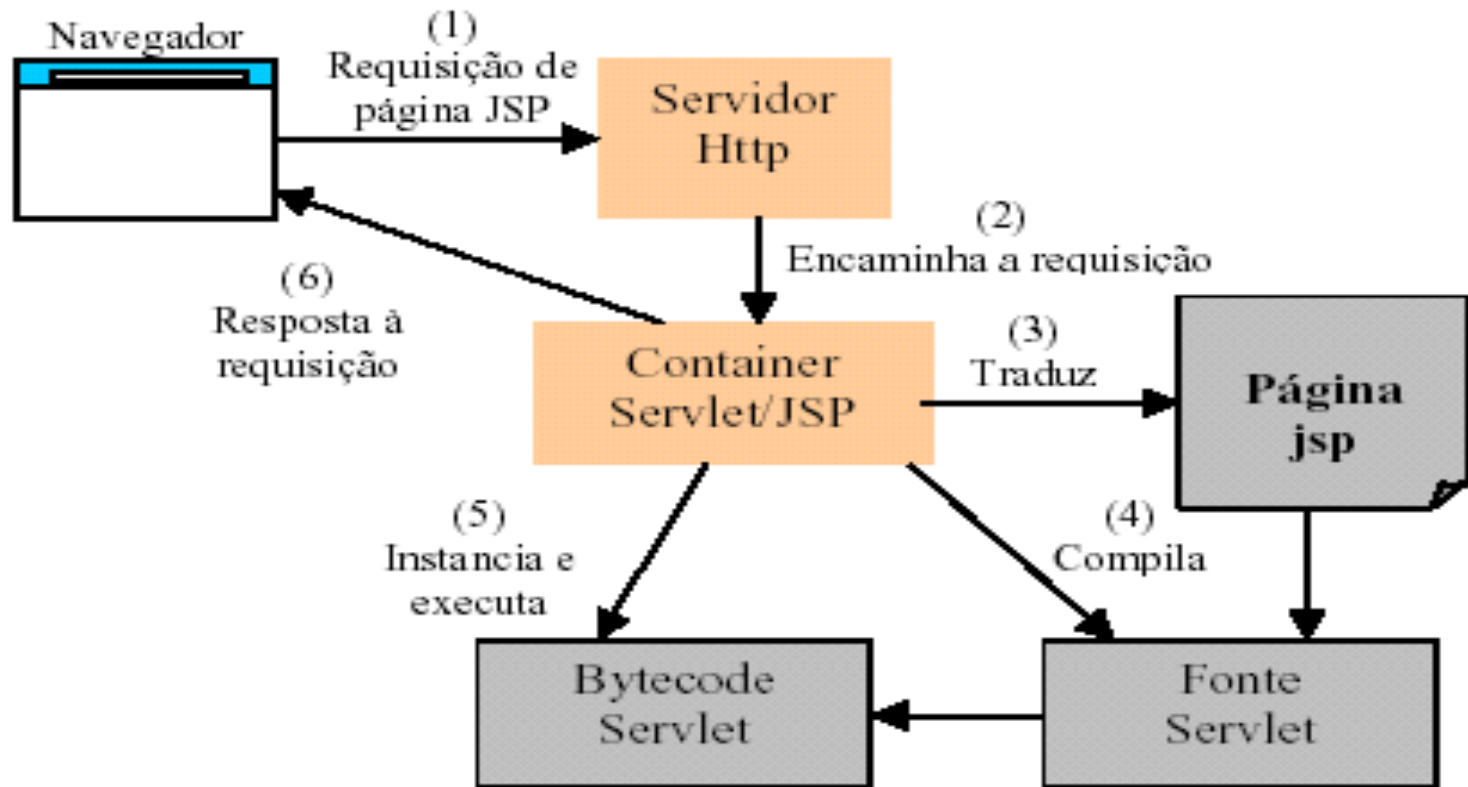 Navegador
(1)
Requisição de
página JSP
Servidor
Http
(2)
Encaminha a requisição
(6)
Resposta à
requisição
Container
Servlet/JSP
(3)
Traduz
Página
jsp
(5)
Instancia e
executa
(4)
Compila
Bytecode
Servlet
Fonte
Servlet